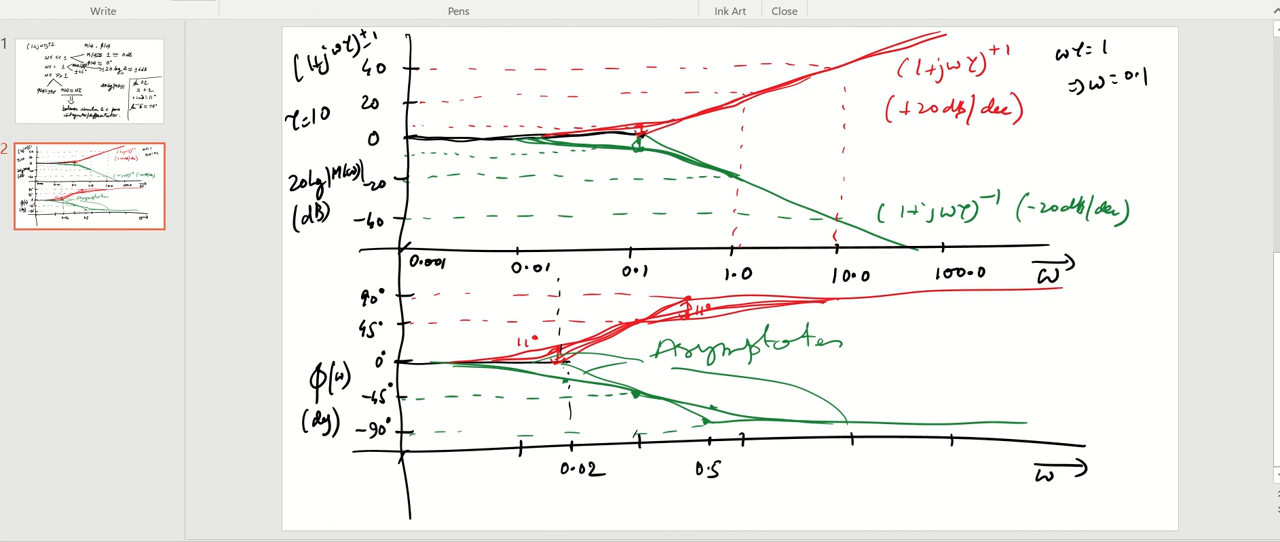 Write
Pens
Ink Art
Close
1
2
(1+jωτ)^±1
τ=10
40
20
0
-20
-40
20log|M(ω)|
(dB)
(1+jωτ)^+1
(+20dB/dec)
ωτ=1
⇒ω=0.1
(1+jωτ)^-1 (-20dB/dec)
0.001 0.01 0.1 1.0 10.0 100.0 ω
90°
45°
0°
-45°
-90°
ϕ(ω)
(deg)
11°
11°
Asymptotes
0.02 0.5 ω